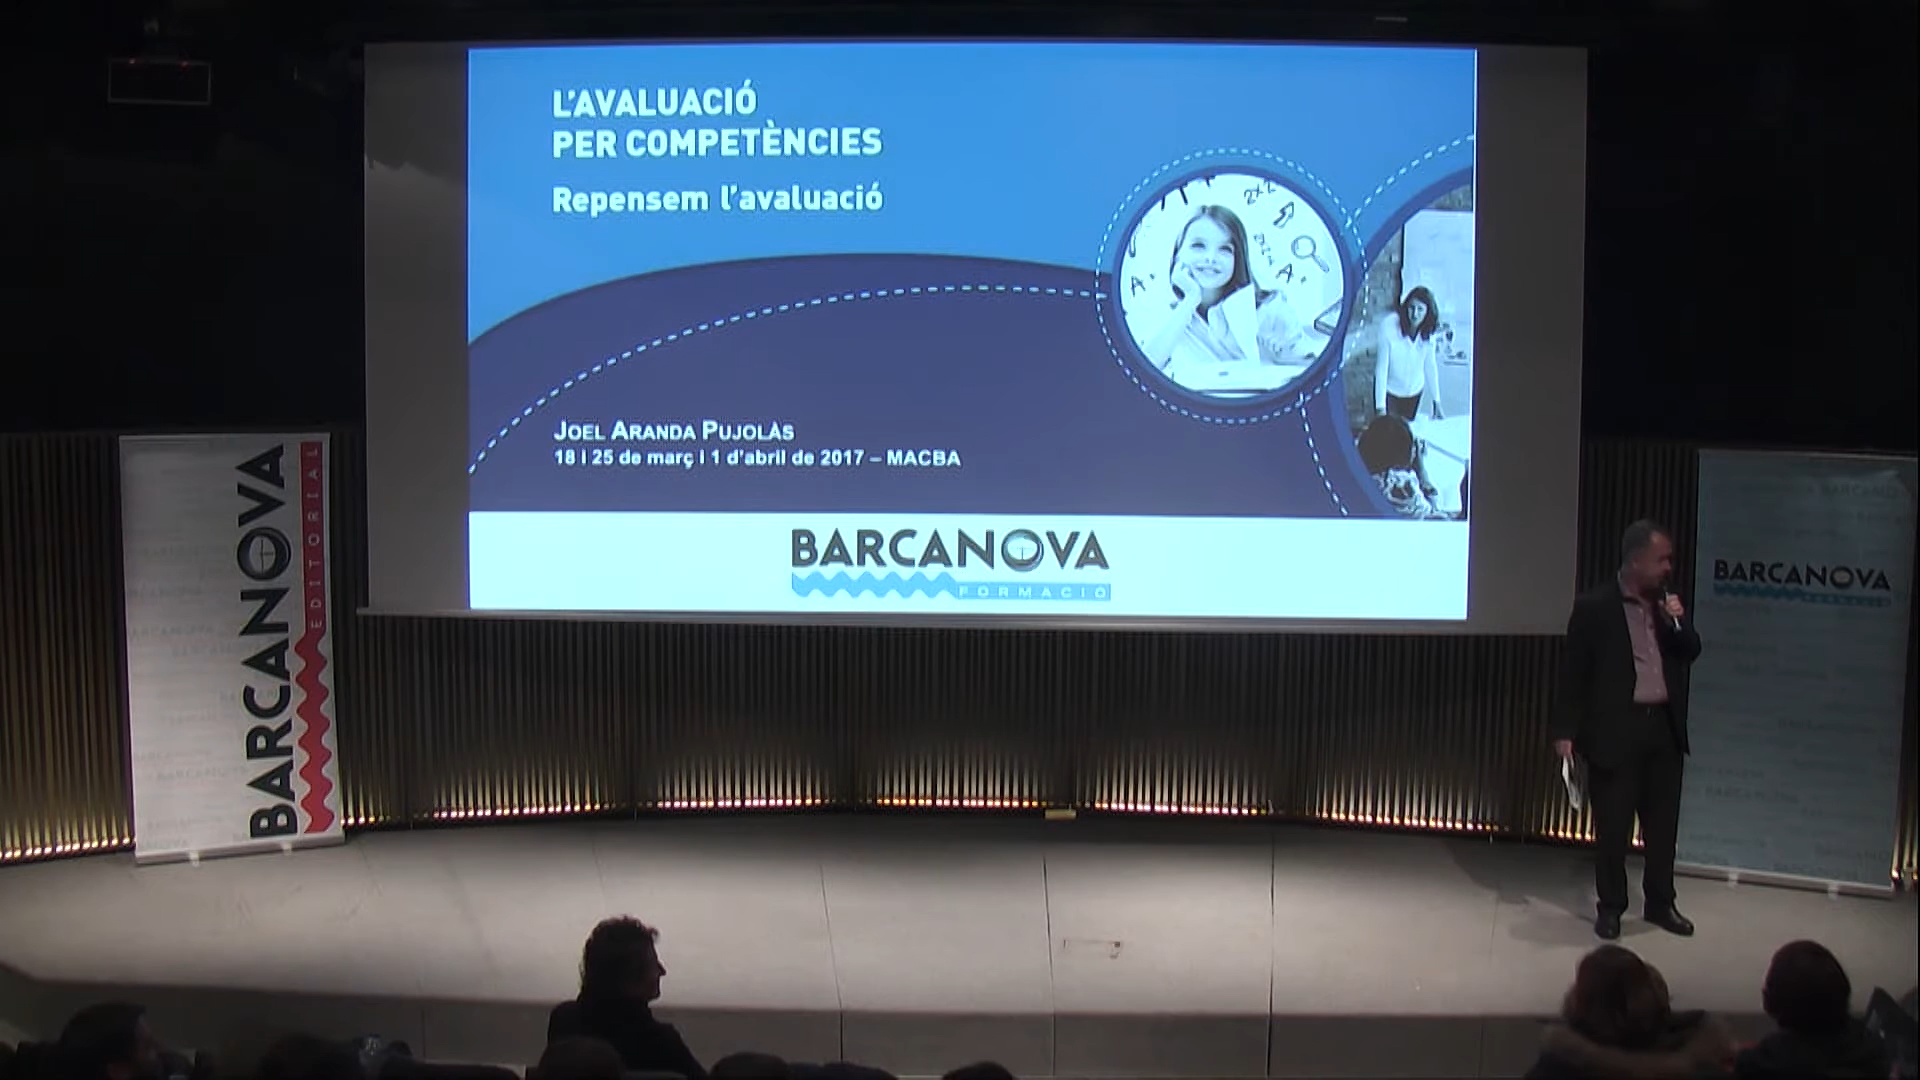 L'AVALUACIÓ
PER COMPETÈNCIES
Repensem l'avaluació
JOEL ARANDA PUJOLÀS
18 i 25 de març i 1 d'abril de 2017 – MACBA
BARCANOVA
FORMACIÓ
BARCANOVA
EDITORIAL
BARCANOVA
FORMACIÓ